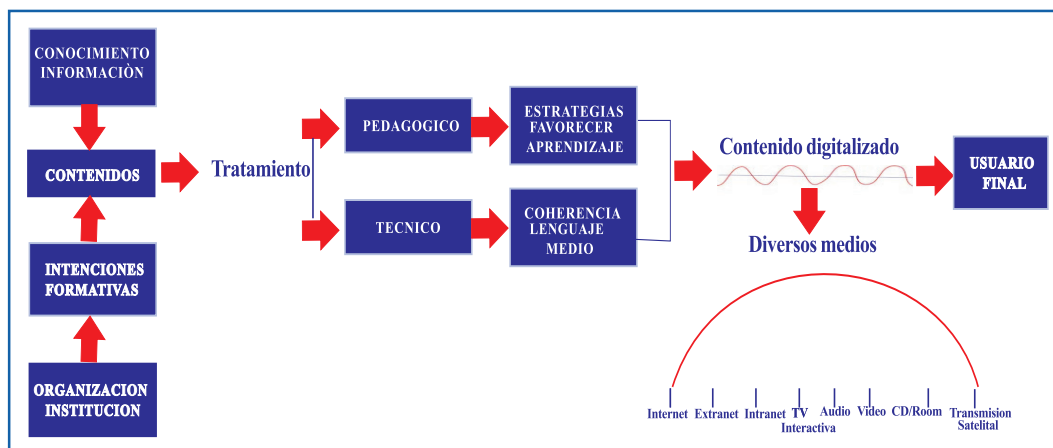 CONOCIMIENTO
INFORMACIÒN
CONTENIDOS
INTENCIONES
FORMATIVAS
ORGANIZACION
INSTITUCION
Tratamiento
PEDAGOGICO
ESTRATEGIAS
FAVORECER
APRENDIZAJE
TECNICO
COHERENCIA
LENGUAJE
MEDIO
Contenido digitalizado
USUARIO
FINAL
Diversos medios
Internet
Extranet
Intranet
TV
Interactiva
Audio
Video
CD/Room
Transmision
Satelital